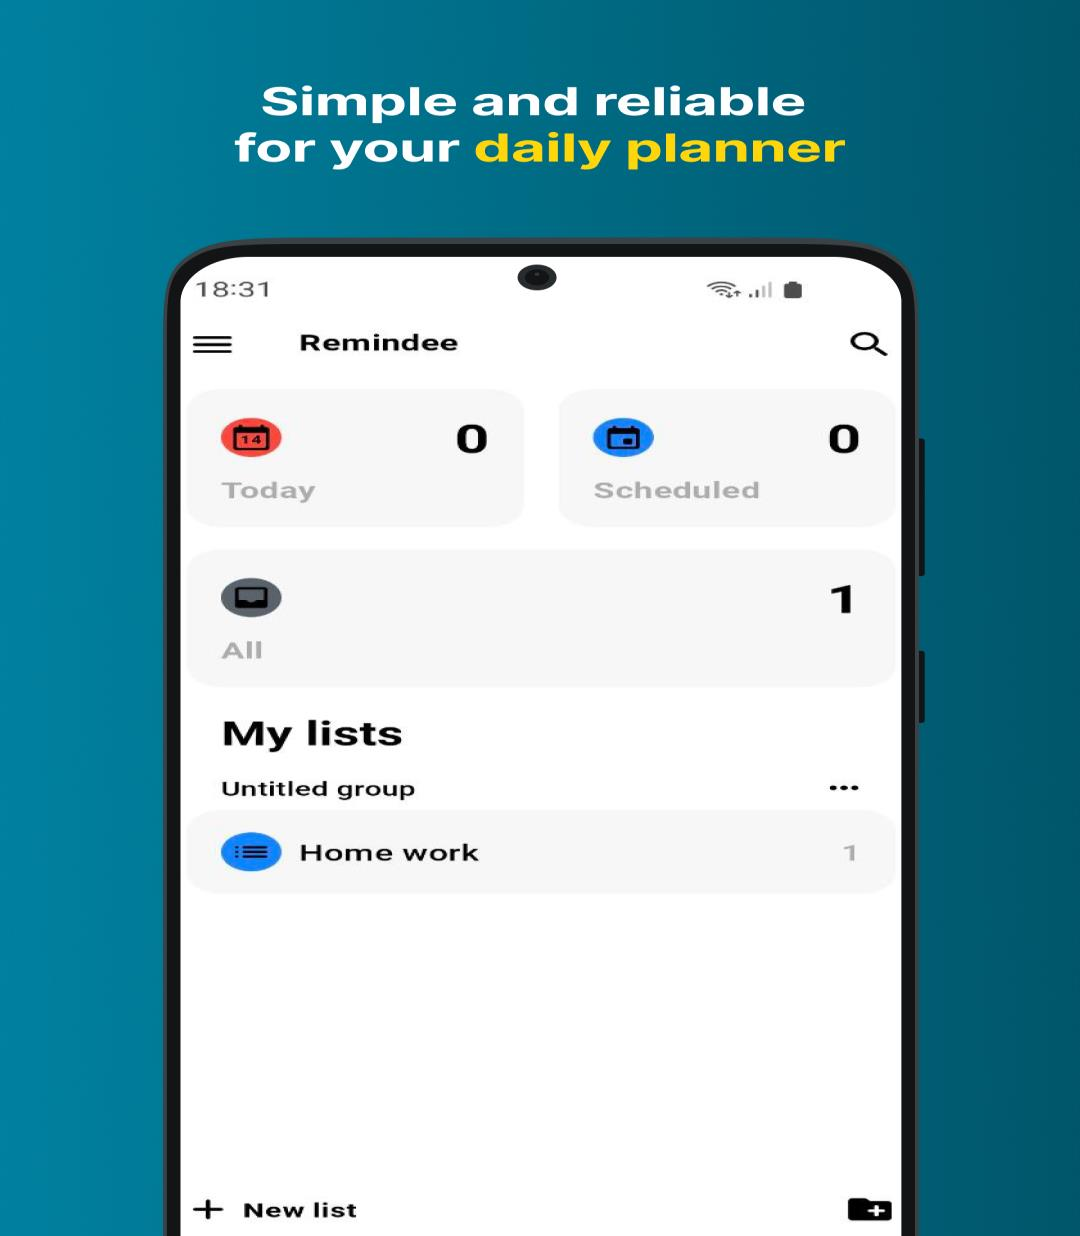 Simple and reliable
for your daily planner
18:31
Remindee
14 0
0
Today
Scheduled
1
All
My lists
Untitled group
Home work 1
New list